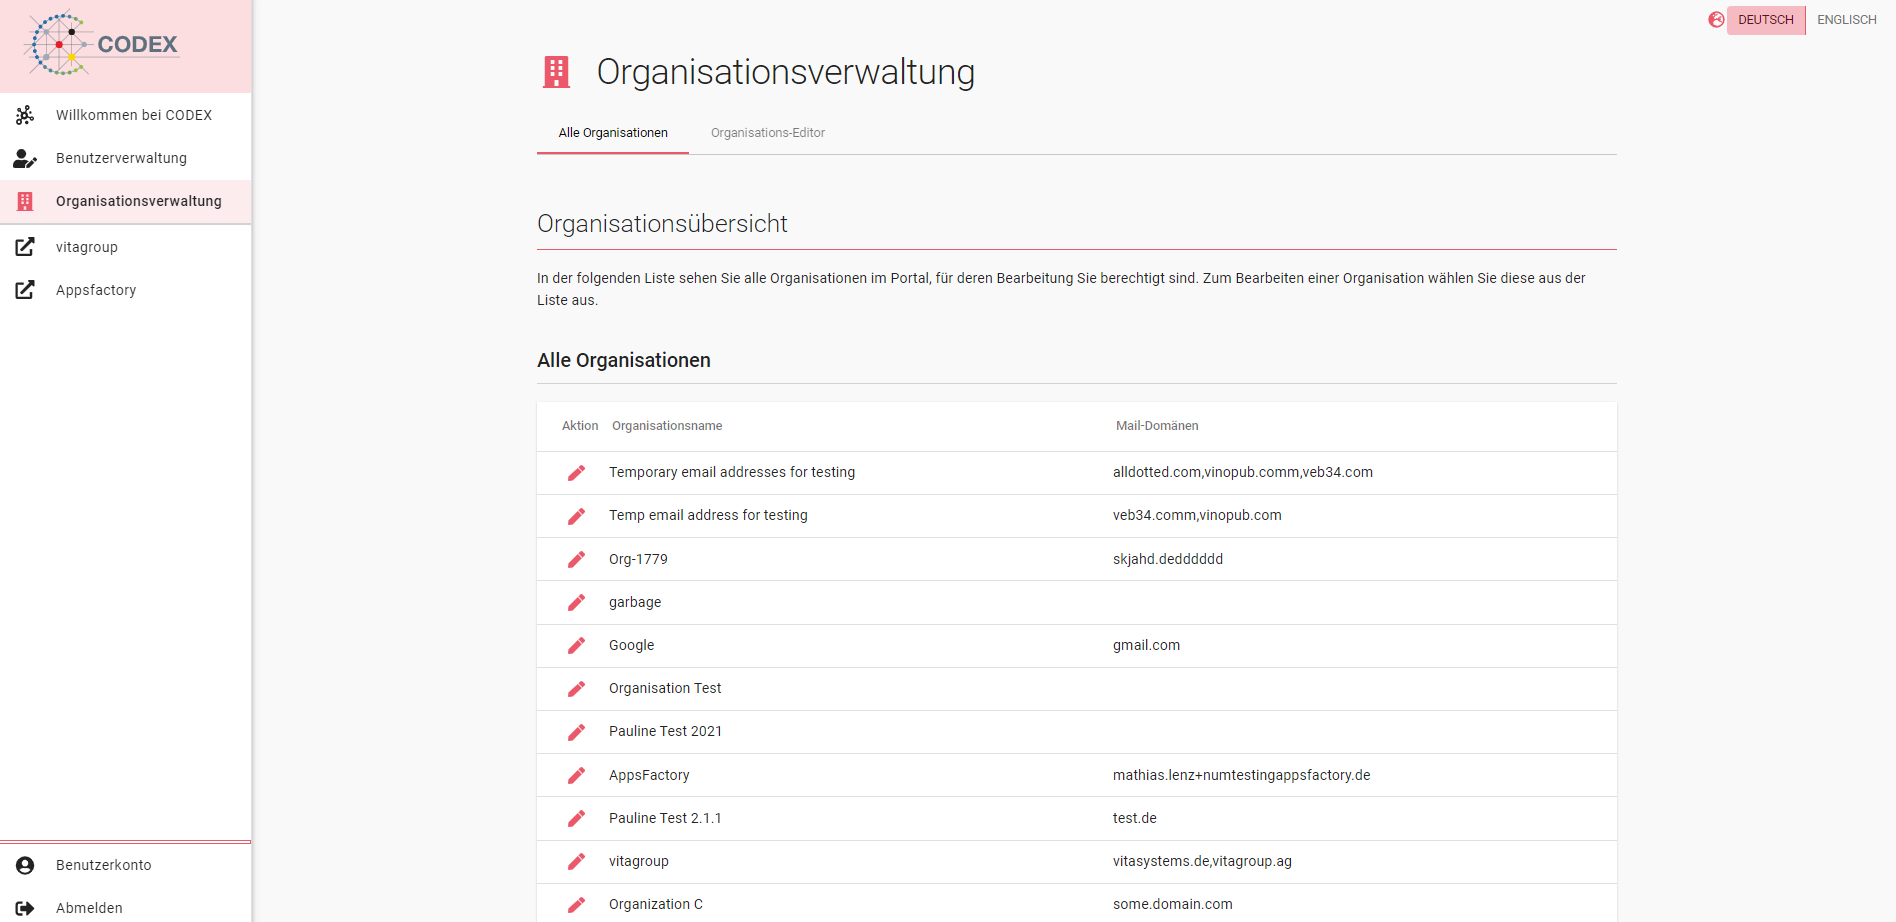 CODEX
DEUTSCH ENGLISCH
Willkommen bei CODEX
Benutzerverwaltung
Organisationsverwaltung
vitagroup
Appsfactory
Benutzerkonto
Abmelden
Organisationsverwaltung
Alle Organisationen Organisations-Editor
Organisationsübersicht
In der folgenden Liste sehen Sie alle Organisationen im Portal, für deren Bearbeitung Sie berechtigt sind. Zum Bearbeiten einer Organisation wählen Sie diese aus der
Liste aus.
Alle Organisationen
Aktion Organisationsname Mail-Domänen
Temporary email addresses for testing alldotted.com,vinopub.comm,veb34.com
Temp email address for testing veb34.comm,vinopub.com
Org-1779 skjahd.dedddddd
garbage
Google gmail.com
Organisation Test
Pauline Test 2021
AppsFactory mathias.lenz+numtestingappsfactory.de
Pauline Test 2.1.1 test.de
vitagroup vitasystems.de,vitagroup.ag
Organization C some.domain.com